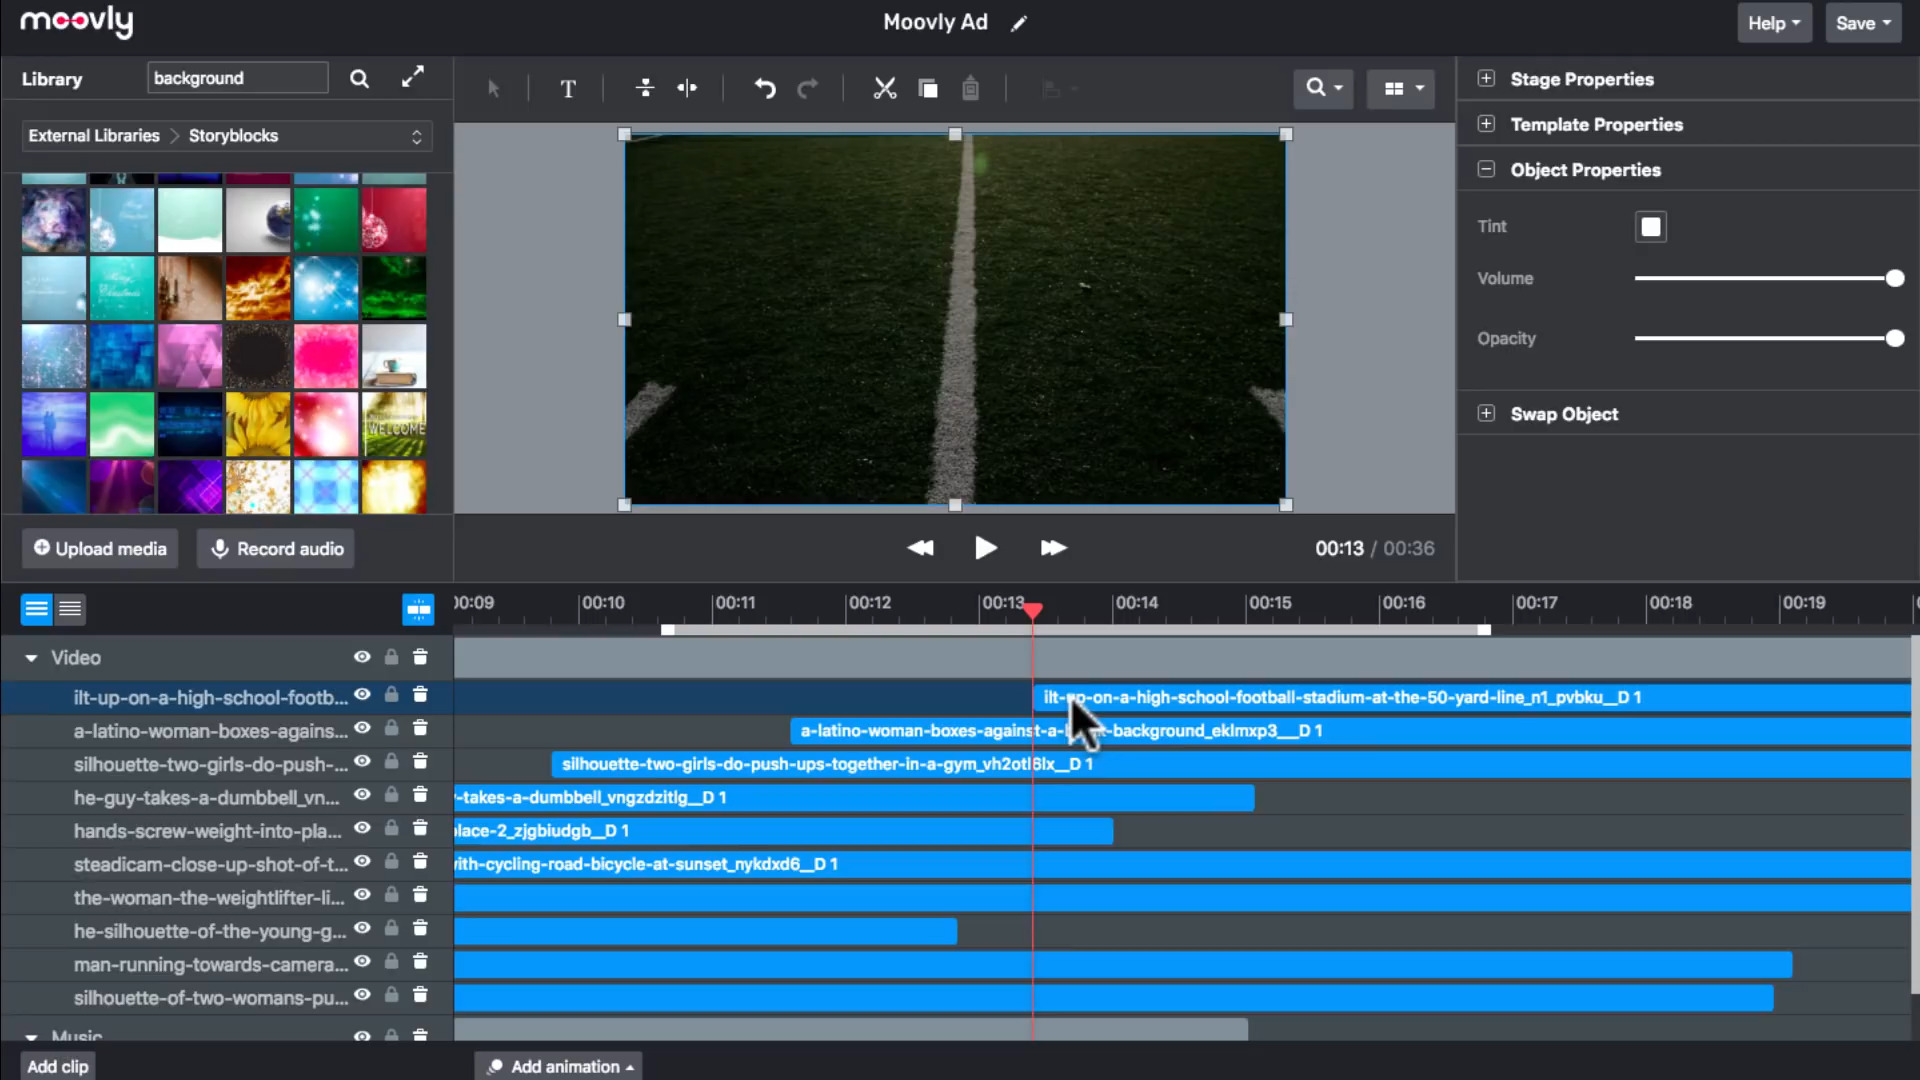 moovly
Moovly Ad
Help
Save
Library
background
External Libraries
Storyblocks
T
WELCOME
Upload media
Record audio
00:13 / 00:36
Stage Properties
Template Properties
Object Properties
Tint
Volume
Opacity
Swap Object
00:09
00:10
00:11
00:12
00:13
00:14
00:15
00:16
00:17
00:18
00:19
Video
ilt-up-on-a-high-school-footb...
ilt-up-on-a-high-school-football-stadium-at-the-50-yard-line_n1_pvbku__D 1
a-latino-woman-boxes-agains...
a-latino-woman-boxes-against-a- background_eklmxp3__D 1
silhouette-two-girls-do-push-...
silhouette-two-girls-do-push-ups-together-in-a-gym_vh2otl6lx__D 1
he-guy-takes-a-dumbbell_vn...
-takes-a-dumbbell_vngzdzitlg__D 1
hands-screw-weight-into-pla...
place-2_zjgbiudgb__D 1
steadicam-close-up-shot-of-t...
with-cycling-road-bicycle-at-sunset_nykdxd6__D 1
the-woman-the-weightlifter-li...
he-silhouette-of-the-young-g...
man-running-towards-camera...
silhouette-of-two-womans-pu...
Music
Add clip
Add animation